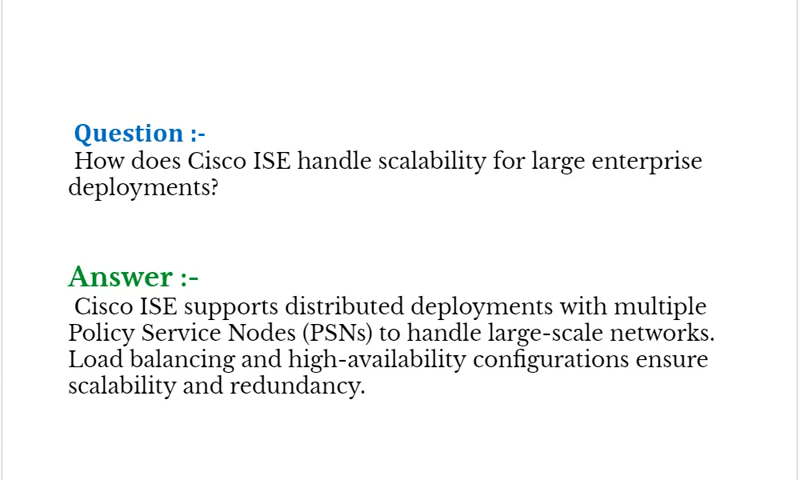 Question :-
How does Cisco ISE handle scalability for large enterprise
deployments?
Answer :-
Cisco ISE supports distributed deployments with multiple
Policy Service Nodes (PSNs) to handle large-scale networks.
Load balancing and high-availability configurations ensure
scalability and redundancy.